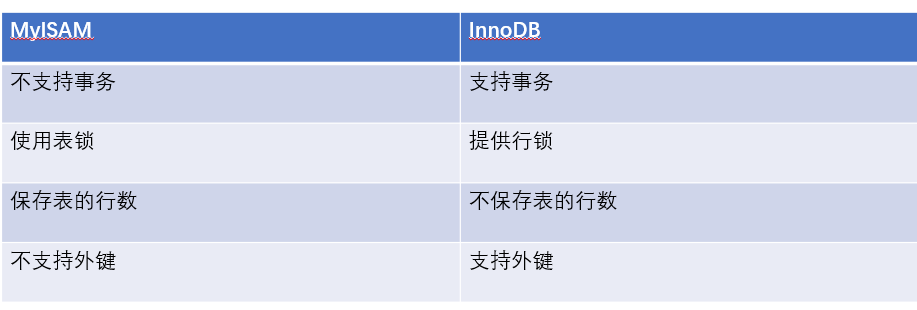 MyISAM InnoDB
不支持事务 支持事务
使用表锁 提供行锁
保存表的行数 不保存表的行数
不支持外键 支持外键